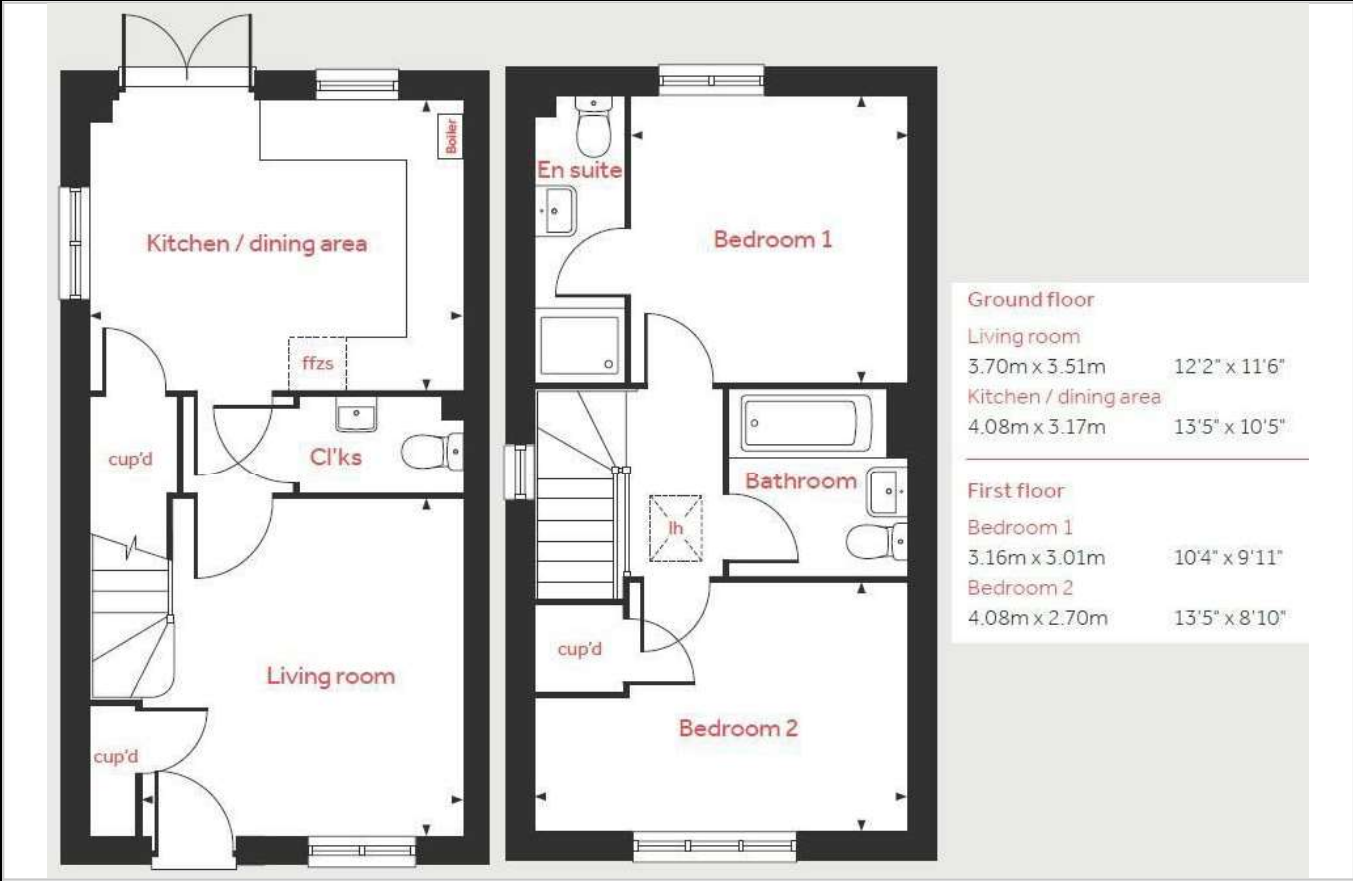 Boiler
Kitchen / dining area
ffzs
cup'd
Cl'ks
Living room
cup'd
En suite
Bedroom 1
Bathroom
lh
cup'd
Bedroom 2
Ground floor
Living room
3.70m x 3.51m 12'2" x 11'6"
Kitchen / dining area
4.08m x 3.17m 13'5" x 10'5"
First floor
Bedroom 1
3.16m x 3.01m 10'4" x 9'11"
Bedroom 2
4.08m x 2.70m 13'5" x 8'10"